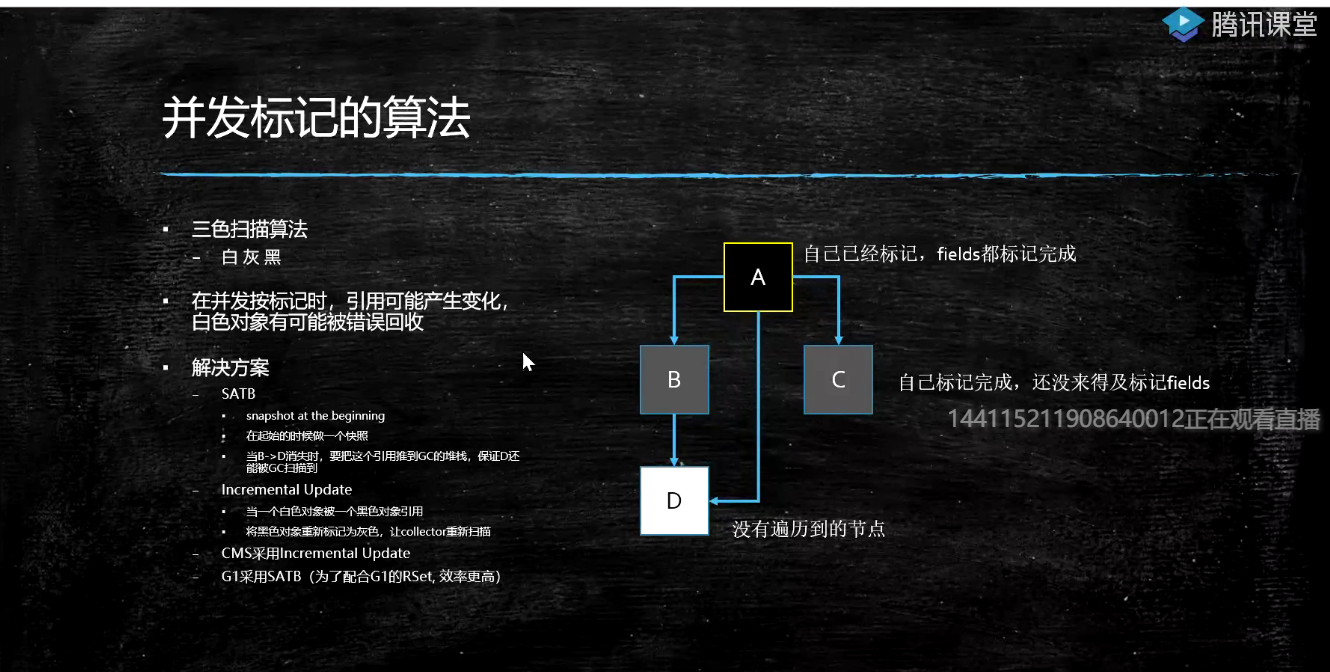 腾讯课堂
并发标记的算法
三色扫描算法
白 灰 黑
在并发按标记时，引用可能产生变化，
白色对象有可能被错误回收
解决方案
SATB
snapshot at the beginning
在起始的时候做一个快照
当B->D消失时，要把这个引用推到GC的堆栈，保证D还
能被GC扫描到
Incremental Update
当一个白色对象被一个黑色对象引用
将黑色对象重新标记为灰色，让collector重新扫描
CMS采用Incremental Update
G1采用SATB（为了配合G1的RSet, 效率更高）
A
自己已经标记，fields都标记完成
B
C
自己标记完成，还没来得及标记fields
144115211908640012正在观看直播
D
没有遍历到的节点